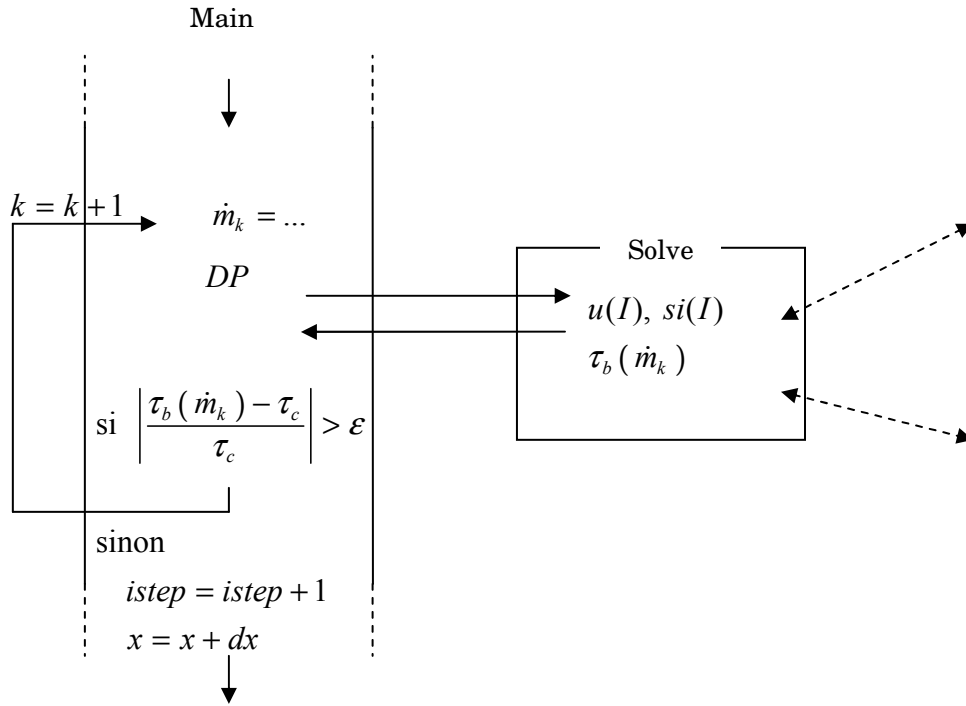 Main
k = k + 1
ṁ_k = ...
DP
Solve
u(I), si(I)
τ_b(ṁ_k)
si |(τ_b(ṁ_k) − τ_c) / τ_c| > ε
sinon
istep = istep + 1
x = x + dx